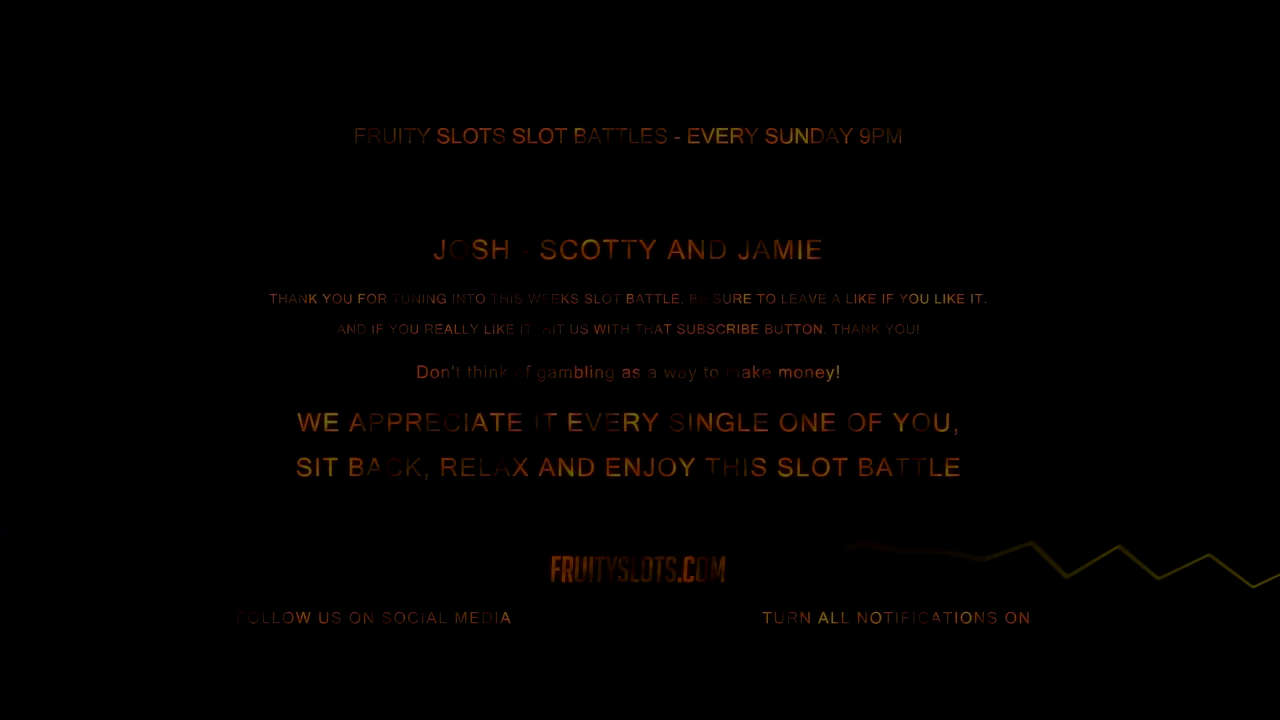 FRUITY SLOTS SLOT BATTLES - EVERY SUNDAY 9PM
JOSH - SCOTTY AND JAMIE
THANK YOU FOR TUNING INTO THIS WEEKS SLOT BATTLE. BE SURE TO LEAVE A LIKE IF YOU LIKE IT.
AND IF YOU REALLY LIKE IT, HIT US WITH THAT SUBSCRIBE BUTTON. THANK YOU!
Don't think of gambling as a way to make money!
WE APPRECIATE IT EVERY SINGLE ONE OF YOU,
SIT BACK, RELAX AND ENJOY THIS SLOT BATTLE
FRUITYSLOTS.COM
FOLLOW US ON SOCIAL MEDIA
TURN ALL NOTIFICATIONS ON